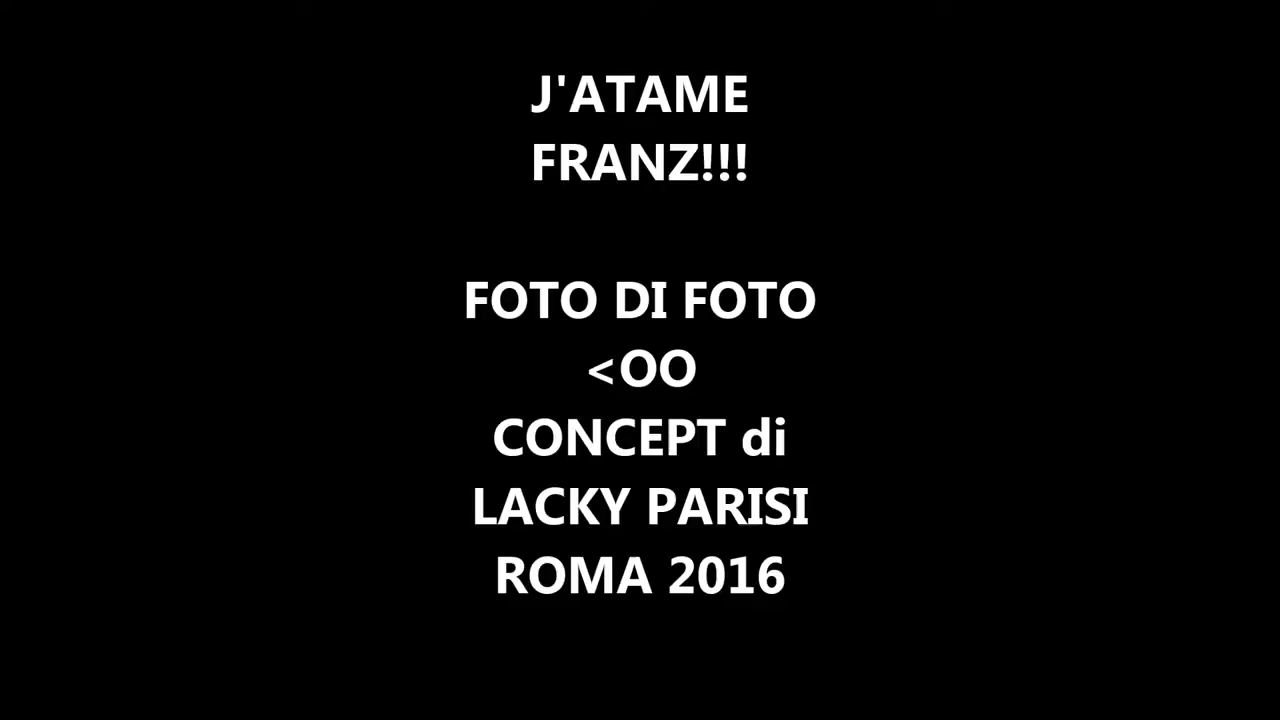 J'ATAME
FRANZ!!!
FOTO DI FOTO
<OO
CONCEPT di
LACKY PARISI
ROMA 2016